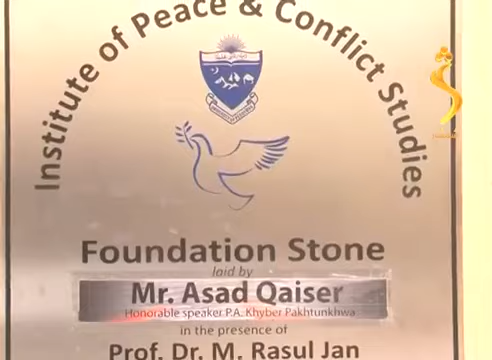 Institute of Peace & Conflict Studies
Foundation Stone
laid by
Mr. Asad Qaiser
Honorable speaker P.A. Khyber Pakhtunkhwa
in the presence of
Prof. Dr. M. Rasul Jan